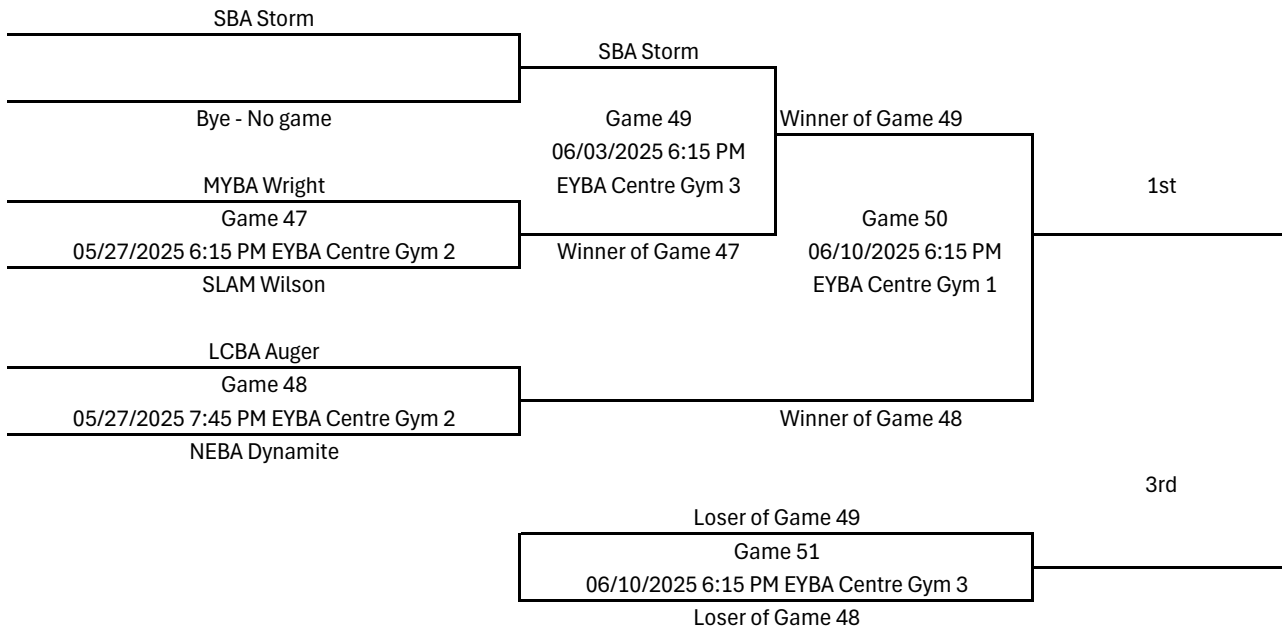 SBA Storm
SBA Storm
Bye - No game
Game 49
Winner of Game 49
06/03/2025 6:15 PM
MYBA Wright
EYBA Centre Gym 3
1st
Game 47
Game 50
05/27/2025 6:15 PM EYBA Centre Gym 2
Winner of Game 47
06/10/2025 6:15 PM
SLAM Wilson
EYBA Centre Gym 1
LCBA Auger
Game 48
05/27/2025 7:45 PM EYBA Centre Gym 2
Winner of Game 48
NEBA Dynamite
3rd
Loser of Game 49
Game 51
06/10/2025 6:15 PM EYBA Centre Gym 3
Loser of Game 48